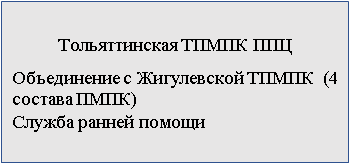 Тольяттинская ТПМПК ППЦ
Объединение с Жигулевской ТПМПК (4
состава ПМПК)
Служба ранней помощи